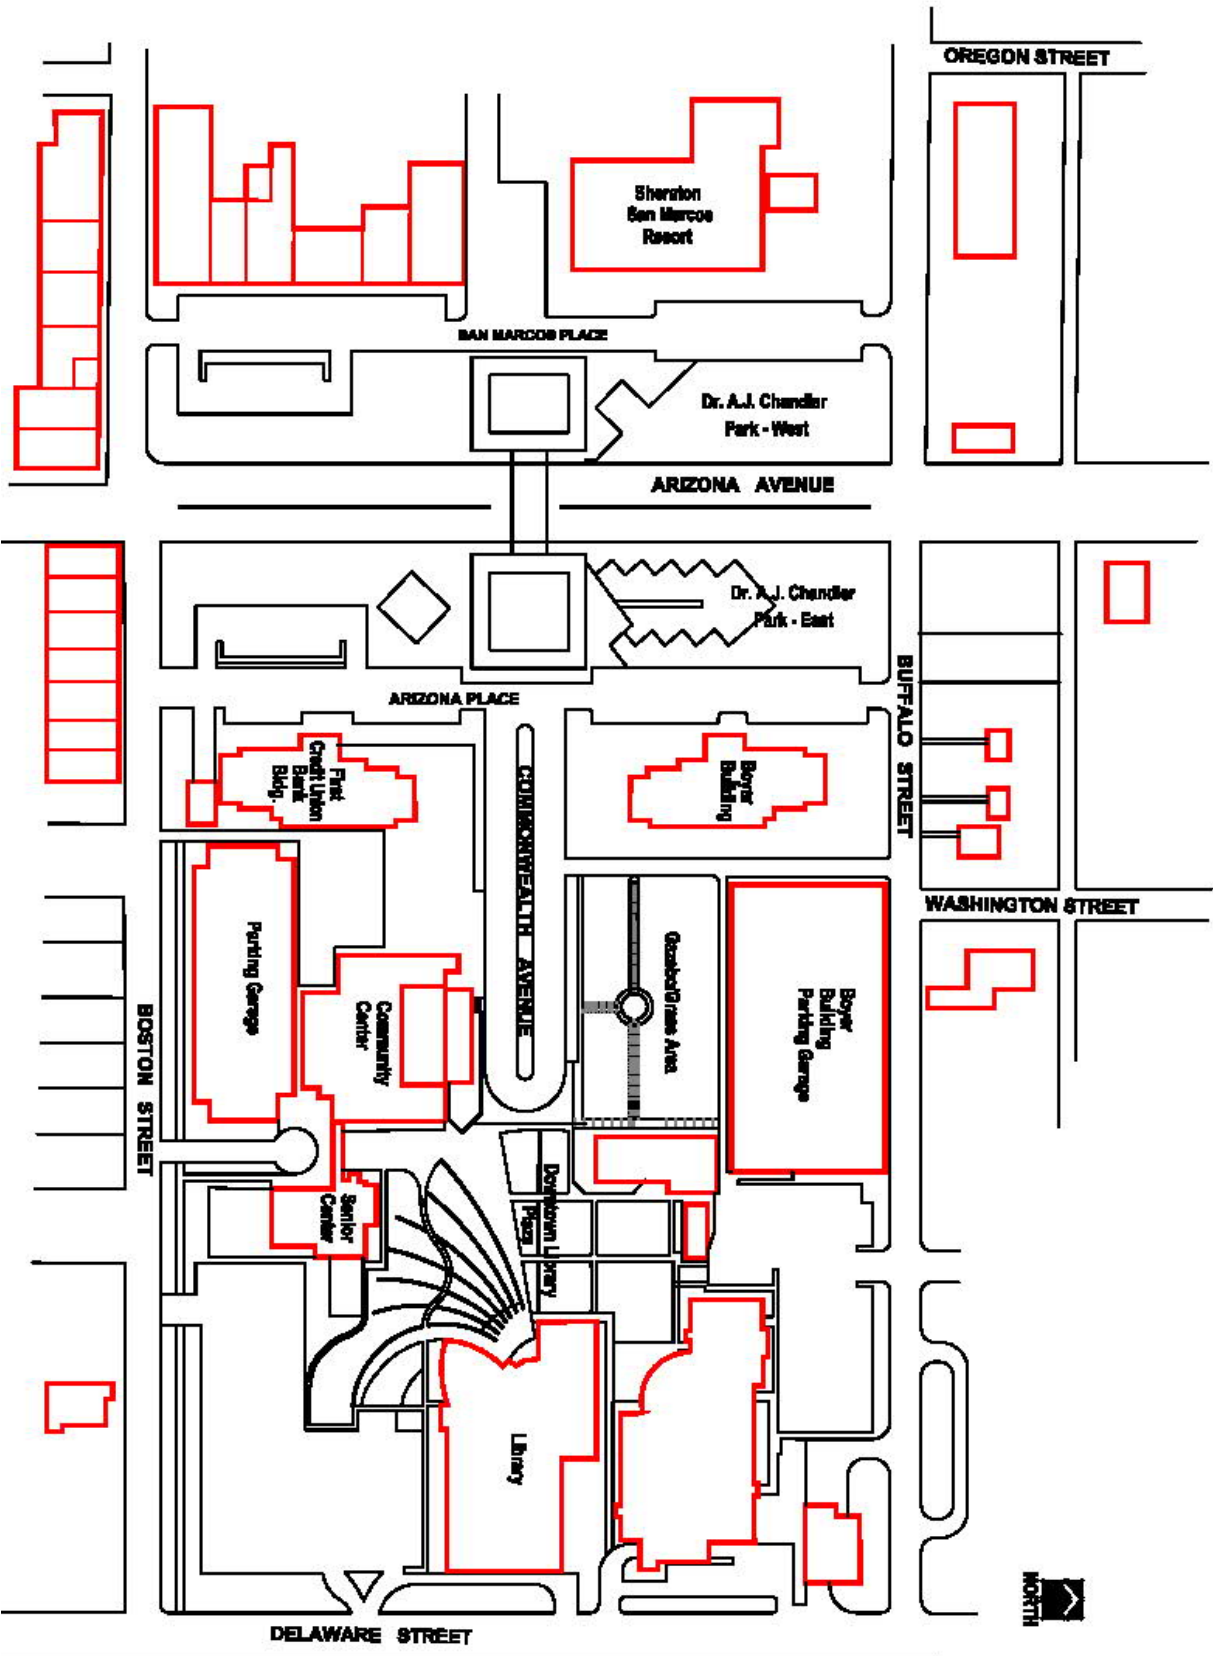 OREGON STREET
Sheraton
San Marcos
Resort
SAN MARCOS PLACE
Dr. A.J. Chandler
Park - West
ARIZONA AVENUE
Dr. A.J. Chandler
Park - East
ARIZONA PLACE
BUFFALO STREET
First
Credit Union
Bank
Bldg.
COMMONWEALTH AVENUE
Boyer
Building
WASHINGTON STREET
Parking Garage
Community
Center
Gazebo/Grass Area
Boyer
Building
Parking Garage
BOSTON STREET
Senior
Center
Downtown Library
Plaza
Library
NORTH
DELAWARE STREET